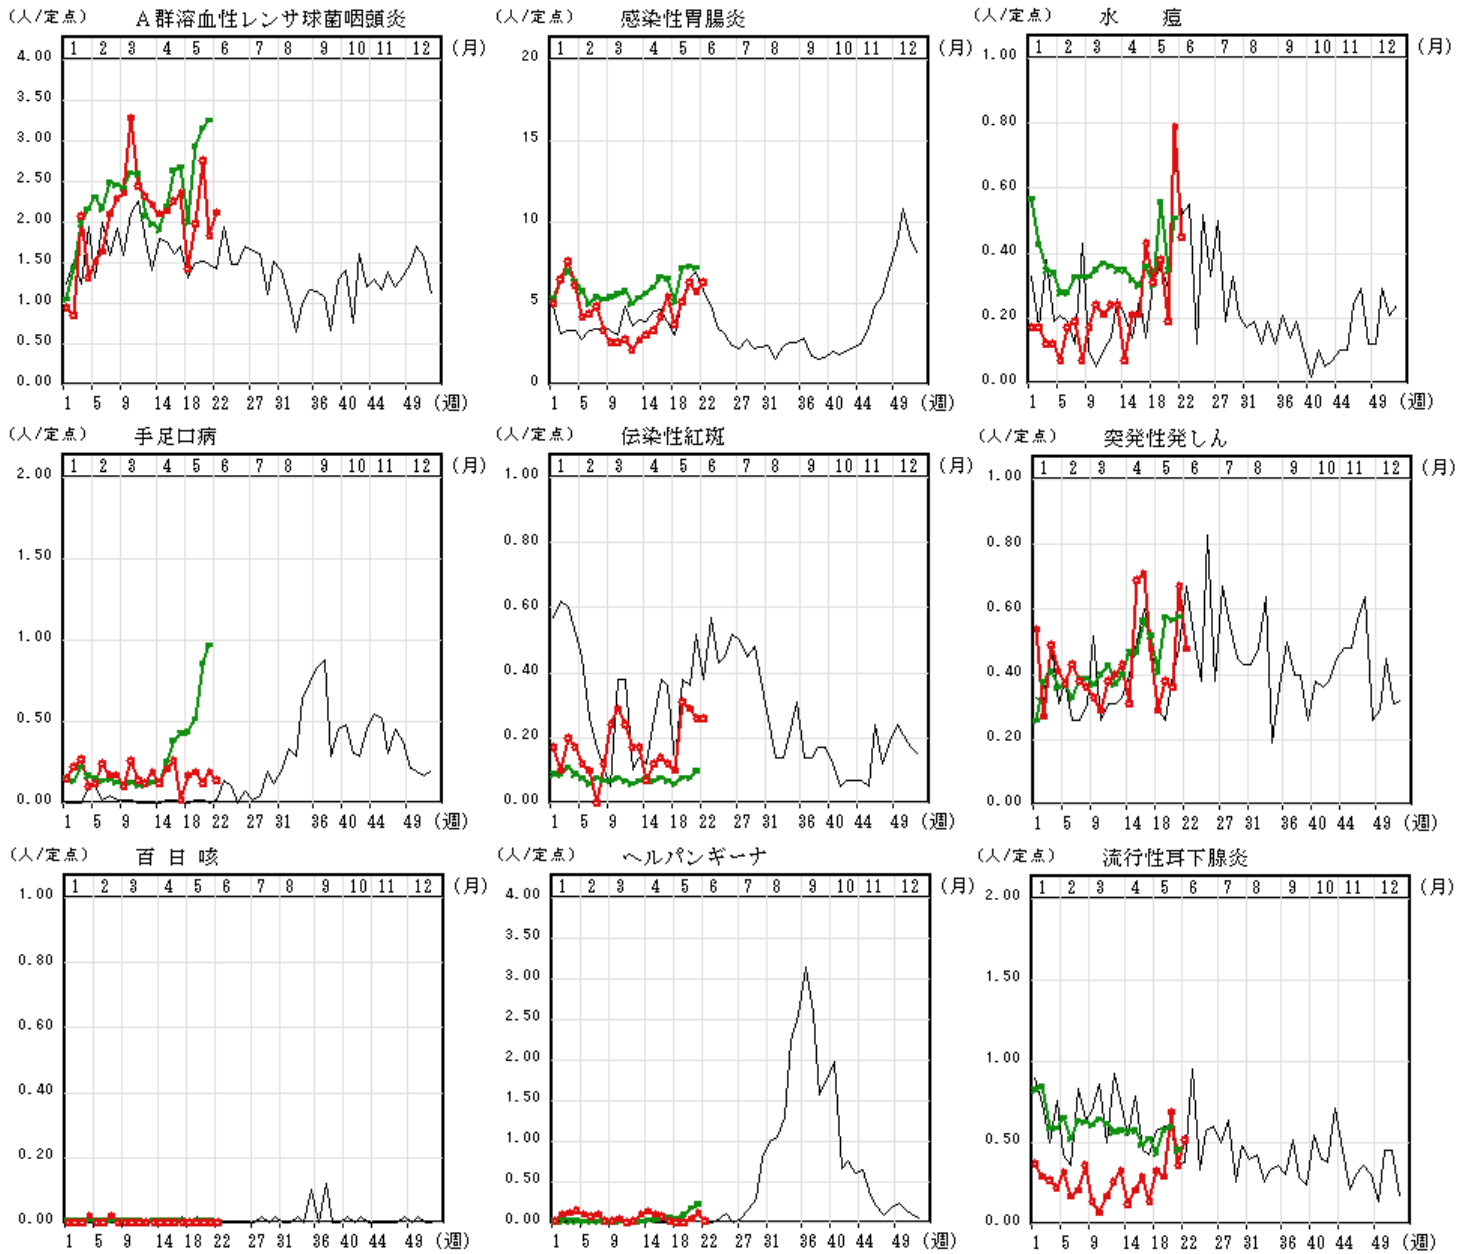 (人/定点) A群溶血性レンサ球菌咽頭炎
1 2 3 4 5 6 7 8 9 10 11 12 (月)
4.00
3.50
3.00
2.50
2.00
1.50
1.00
0.50
0.00
1 5 9 14 18 22 27 31 36 40 44 49 (週)
(人/定点) 感染性胃腸炎
1 2 3 4 5 6 7 8 9 10 11 12 (月)
20
15
10
5
0
1 5 9 14 18 22 27 31 36 40 44 49 (週)
(人/定点) 水 痘
1 2 3 4 5 6 7 8 9 10 11 12 (月)
1.00
0.80
0.60
0.40
0.20
0.00
1 5 9 14 18 22 27 31 36 40 44 49 (週)
(人/定点) 手足口病
1 2 3 4 5 6 7 8 9 10 11 12 (月)
2.00
1.50
1.00
0.50
0.00
1 5 9 14 18 22 27 31 36 40 44 49 (週)
(人/定点) 伝染性紅斑
1 2 3 4 5 6 7 8 9 10 11 12 (月)
1.00
0.80
0.60
0.40
0.20
0.00
1 5 9 14 18 22 27 31 36 40 44 49 (週)
(人/定点) 突発性発しん
1 2 3 4 5 6 7 8 9 10 11 12 (月)
1.00
0.80
0.60
0.40
0.20
0.00
1 5 9 14 18 22 27 31 36 40 44 49 (週)
(人/定点) 百 日 咳
1 2 3 4 5 6 7 8 9 10 11 12 (月)
1.00
0.80
0.60
0.40
0.20
0.00
1 5 9 14 18 22 27 31 36 40 44 49 (週)
(人/定点) ヘルパンギーナ
1 2 3 4 5 6 7 8 9 10 11 12 (月)
4.00
3.50
3.00
2.50
2.00
1.50
1.00
0.50
0.00
1 5 9 14 18 22 27 31 36 40 44 49 (週)
(人/定点) 流行性耳下腺炎
1 2 3 4 5 6 7 8 9 10 11 12 (月)
2.00
1.50
1.00
0.50
0.00
1 5 9 14 18 22 27 31 36 40 44 49 (週)